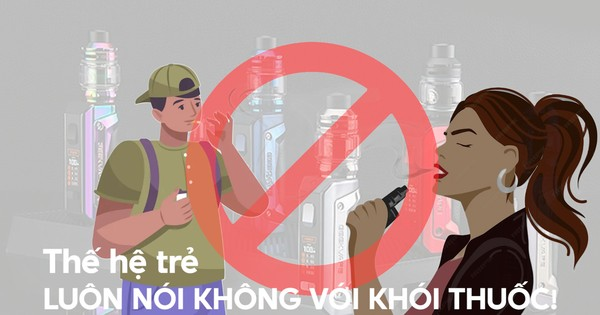 Thế hệ trẻ
LUÔN NÓI KHÔNG VỚI KHÓI THUỐC!